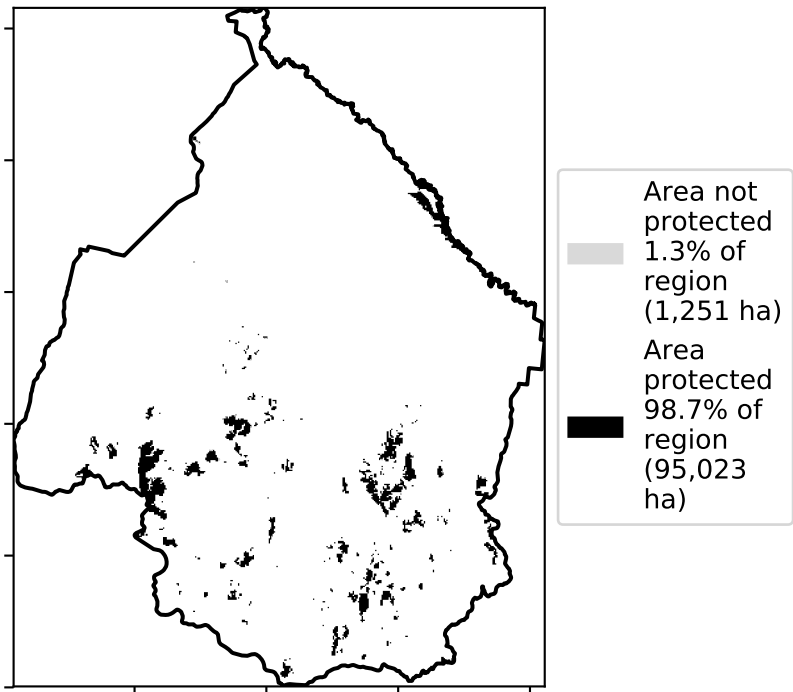 Area not
protected
1.3% of
region
(1,251 ha)
Area
protected
98.7% of
region
(95,023
ha)